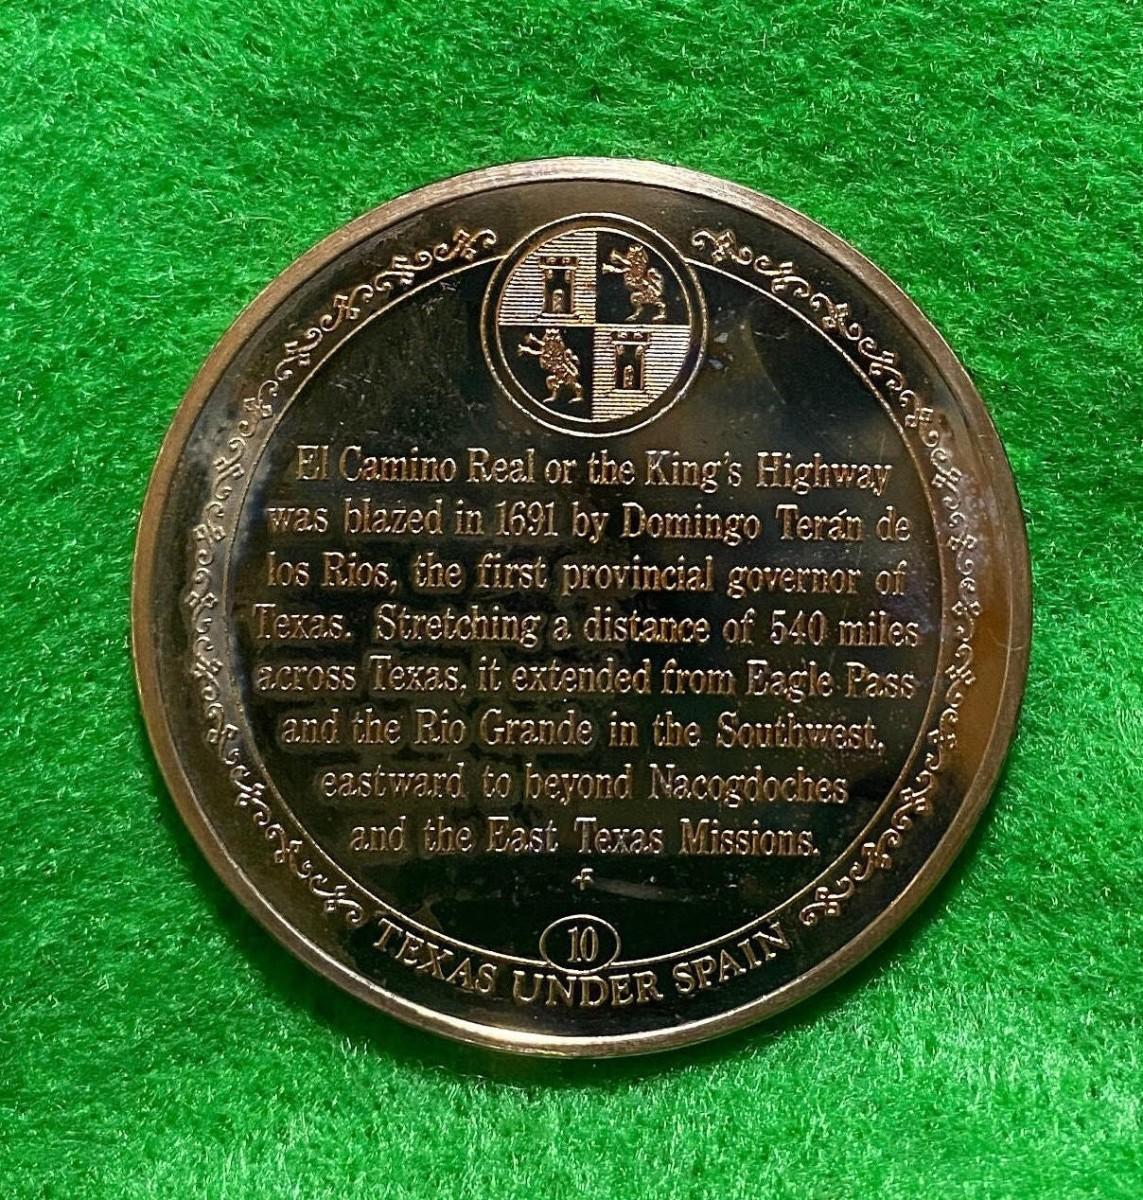 El Camino Real or the King's Highway
was blazed in 1691 by Domingo Terán de
los Rios, the first provincial governor of
Texas. Stretching a distance of 540 miles
across Texas, it extended from Eagle Pass
and the Rio Grande in the Southwest,
eastward to beyond Nacogdoches
and the East Texas Missions.
10
TEXAS UNDER SPAIN